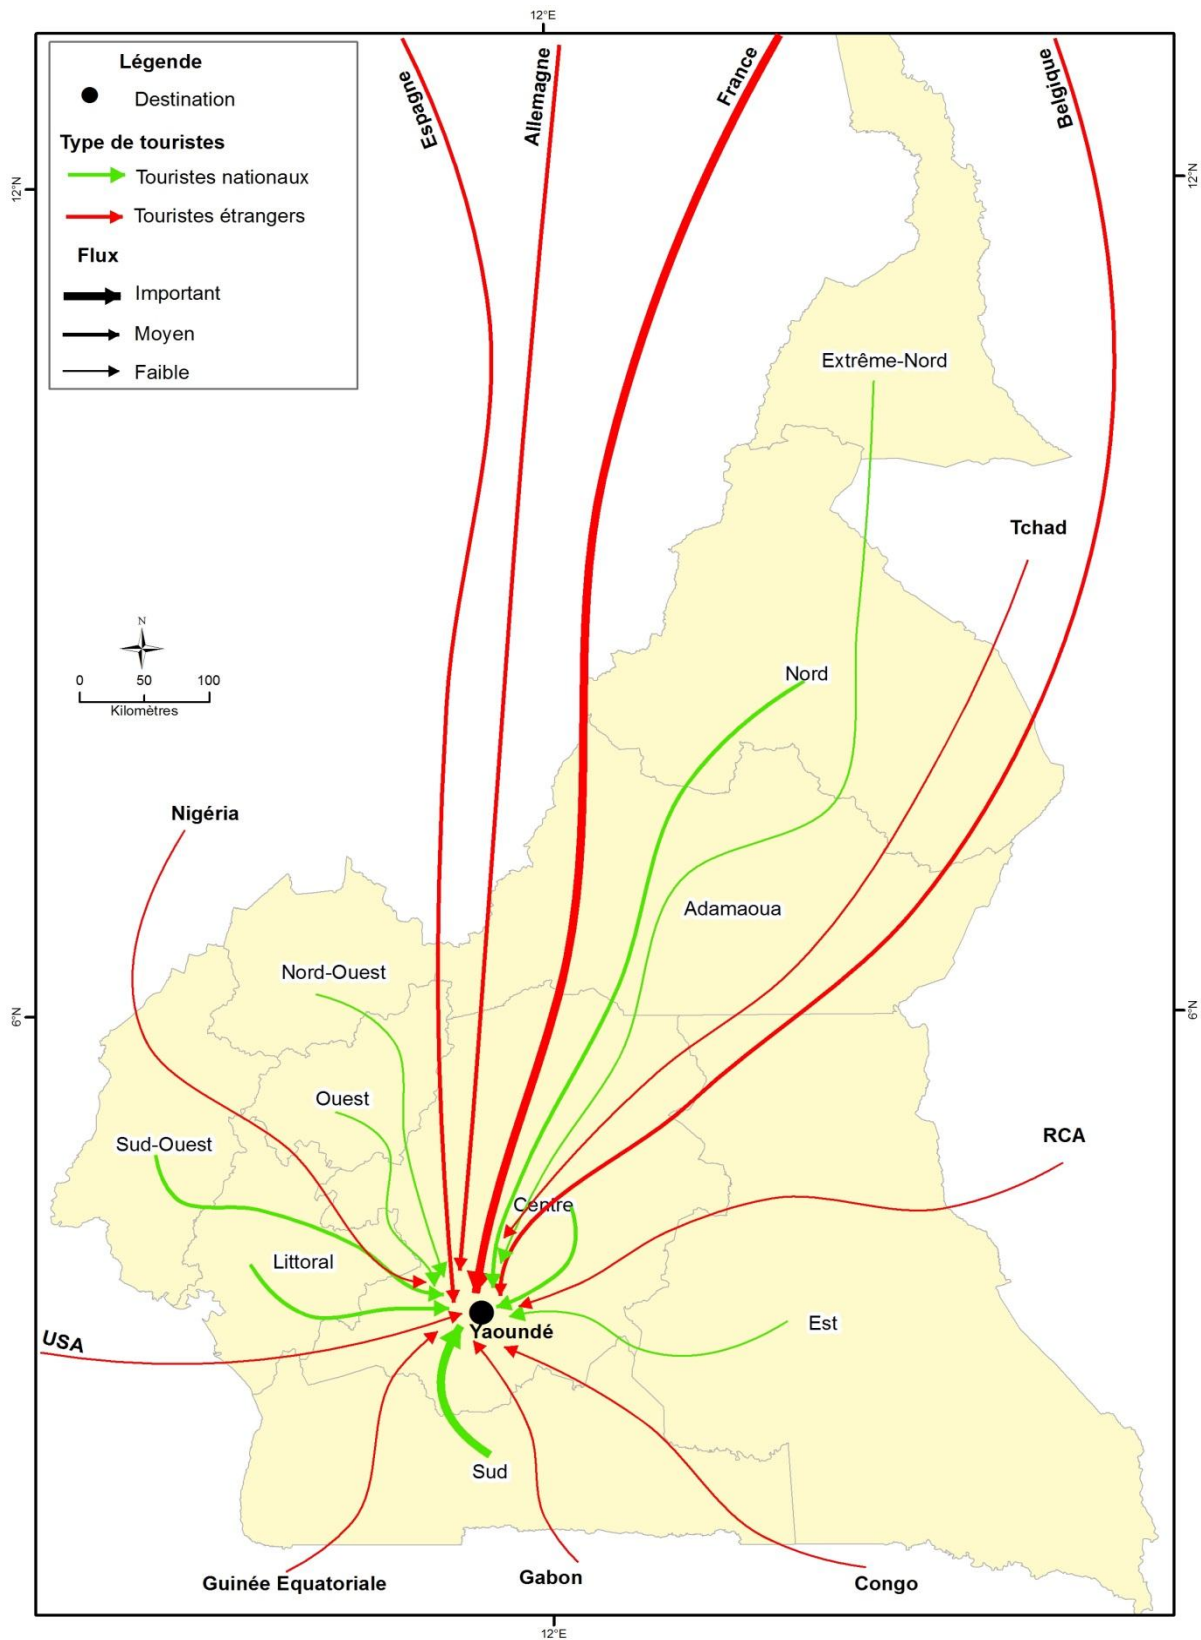 12°E
Légende
Destination
Type de touristes
Touristes nationaux
Touristes étrangers
Flux
Important
Moyen
Faible
Espagne
Allemagne
France
Belgique
12°N
12°N
Extrême-Nord
Tchad
N
0 50 100
Kilomètres
Nord
Nigéria
Adamaoua
Nord-Ouest
6°N
6°N
Ouest
Sud-Ouest
RCA
Centre
Littoral
Est
Yaoundé
USA
Sud
Guinée Equatoriale
Gabon
Congo
12°E